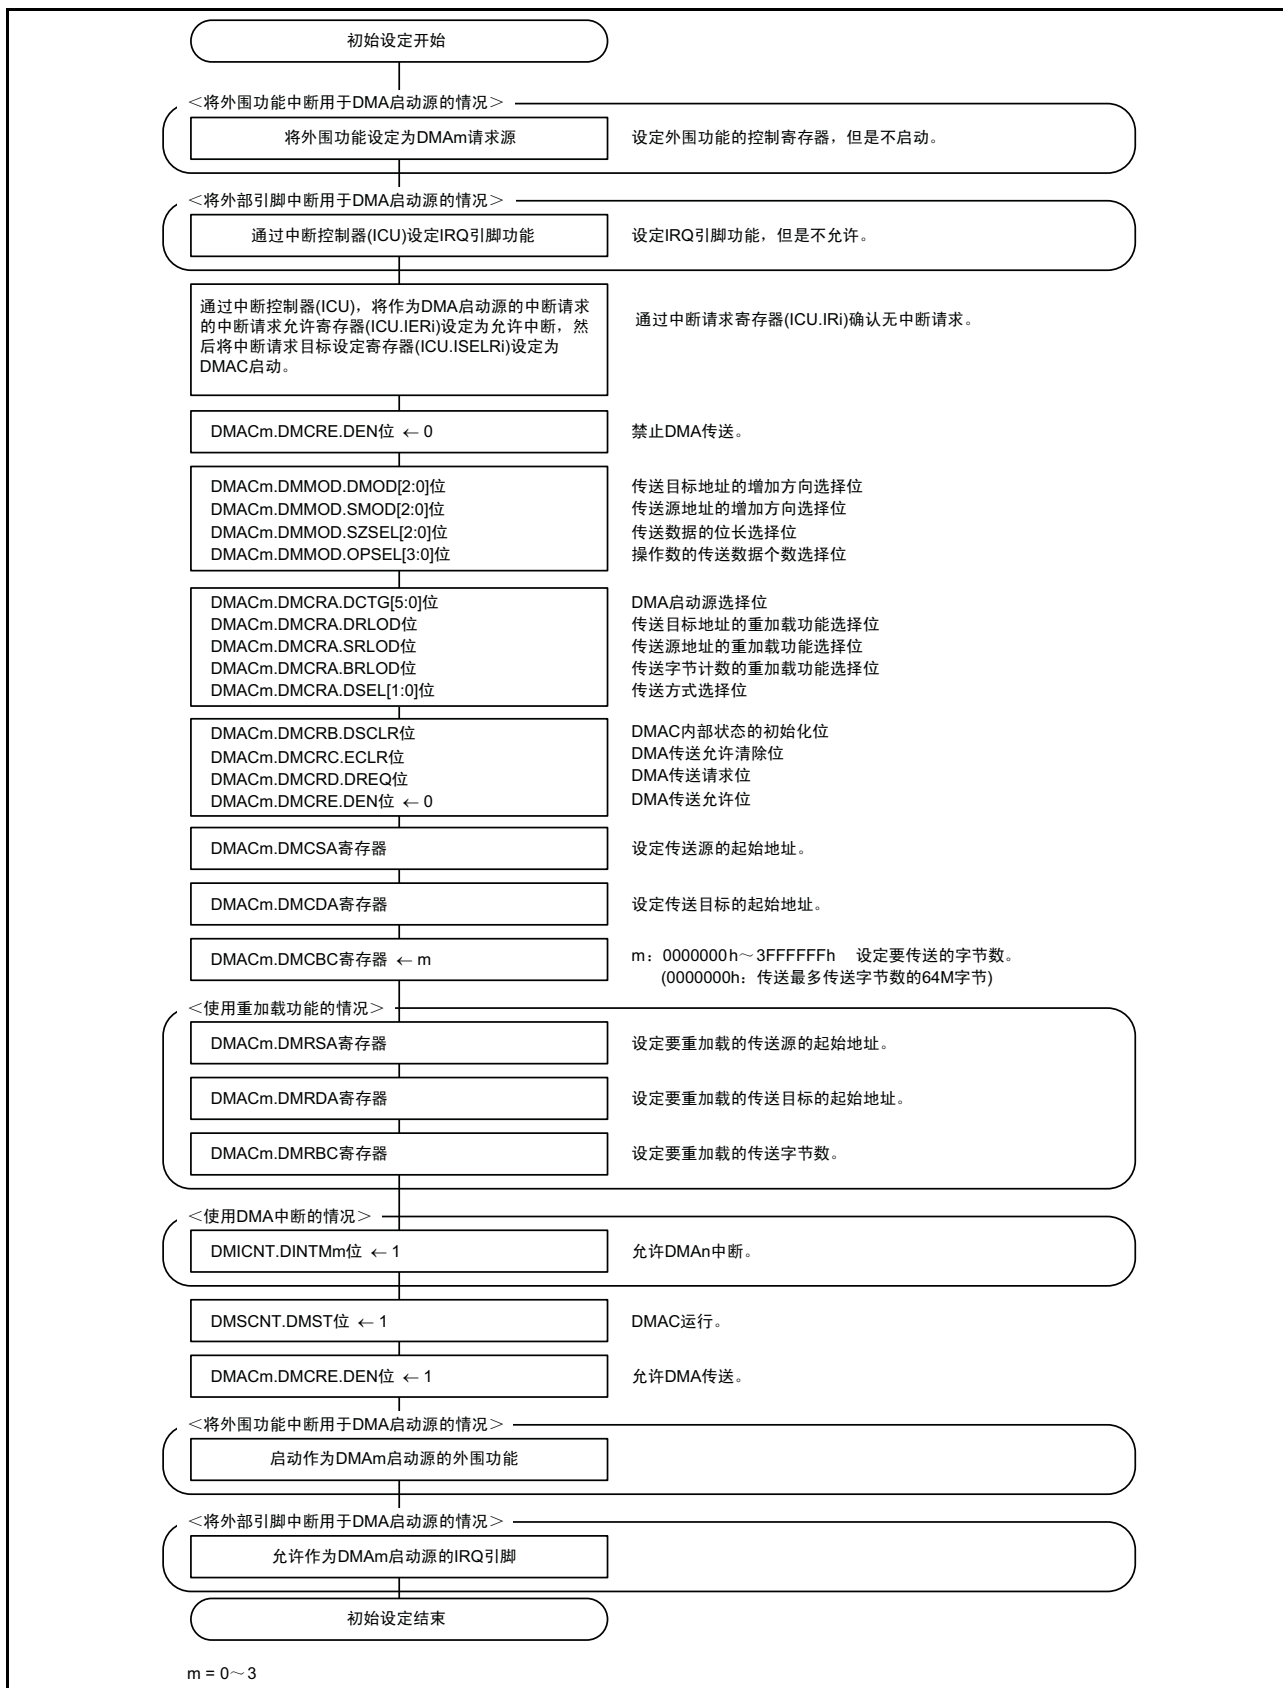 初始设定开始
＜将外围功能中断用于DMA启动源的情况＞
将外围功能设定为DMAm请求源
设定外围功能的控制寄存器，但是不启动。
＜将外部引脚中断用于DMA启动源的情况＞
通过中断控制器(ICU)设定IRQ引脚功能
设定IRQ引脚功能，但是不允许。
通过中断控制器(ICU)，将作为DMA启动源的中断请求
的中断请求允许寄存器(ICU.IERi)设定为允许中断，然
后将中断请求目标设定寄存器(ICU.ISELRi)设定为
DMAC启动。
通过中断请求寄存器(ICU.IRi)确认无中断请求。
DMACm.DMCRE.DEN位 ← 0
禁止DMA传送。
DMACm.DMMOD.DMOD[2:0]位
传送目标地址的增加方向选择位
DMACm.DMMOD.SMOD[2:0]位
传送源地址的增加方向选择位
DMACm.DMMOD.SZSEL[2:0]位
传送数据的位长选择位
DMACm.DMMOD.OPSEL[3:0]位
操作数的传送数据个数选择位
DMACm.DMCRA.DCTG[5:0]位
DMA启动源选择位
DMACm.DMCRA.DRLOD位
传送目标地址的重加载功能选择位
DMACm.DMCRA.SRLOD位
传送源地址的重加载功能选择位
DMACm.DMCRA.BRLOD位
传送字节计数的重加载功能选择位
DMACm.DMCRA.DSEL[1:0]位
传送方式选择位
DMACm.DMCRB.DSCLR位
DMAC内部状态的初始化位
DMACm.DMCRC.ECLR位
DMA传送允许清除位
DMACm.DMCRD.DREQ位
DMA传送请求位
DMACm.DMCRE.DEN位 ← 0
DMA传送允许位
DMACm.DMCSA寄存器
设定传送源的起始地址。
DMACm.DMCDA寄存器
设定传送目标的起始地址。
DMACm.DMCBC寄存器 ← m
m：0000000h～3FFFFFFh 设定要传送的字节数。
(0000000h：传送最多传送字节数的64M字节)
＜使用重加载功能的情况＞
DMACm.DMRSA寄存器
设定要重加载的传送源的起始地址。
DMACm.DMRDA寄存器
设定要重加载的传送目标的起始地址。
DMACm.DMRBC寄存器
设定要重加载的传送字节数。
＜使用DMA中断的情况＞
DMICNT.DINTMm位 ← 1
允许DMAn中断。
DMSCNT.DMST位 ← 1
DMAC运行。
DMACm.DMCRE.DEN位 ← 1
允许DMA传送。
＜将外围功能中断用于DMA启动源的情况＞
启动作为DMAm启动源的外围功能
＜将外部引脚中断用于DMA启动源的情况＞
允许作为DMAm启动源的IRQ引脚
初始设定结束
m = 0～3